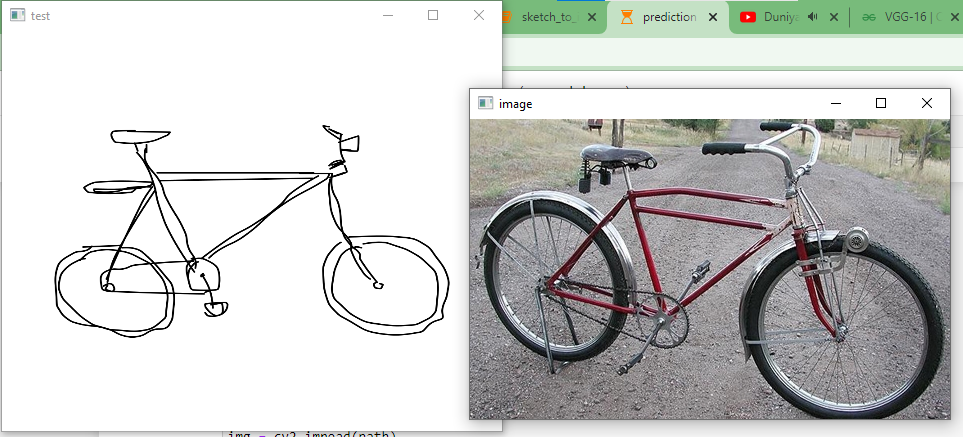 test
sketch_to_
prediction
Duniya
VGG-16 | G
image
img = cv2.imread(path)